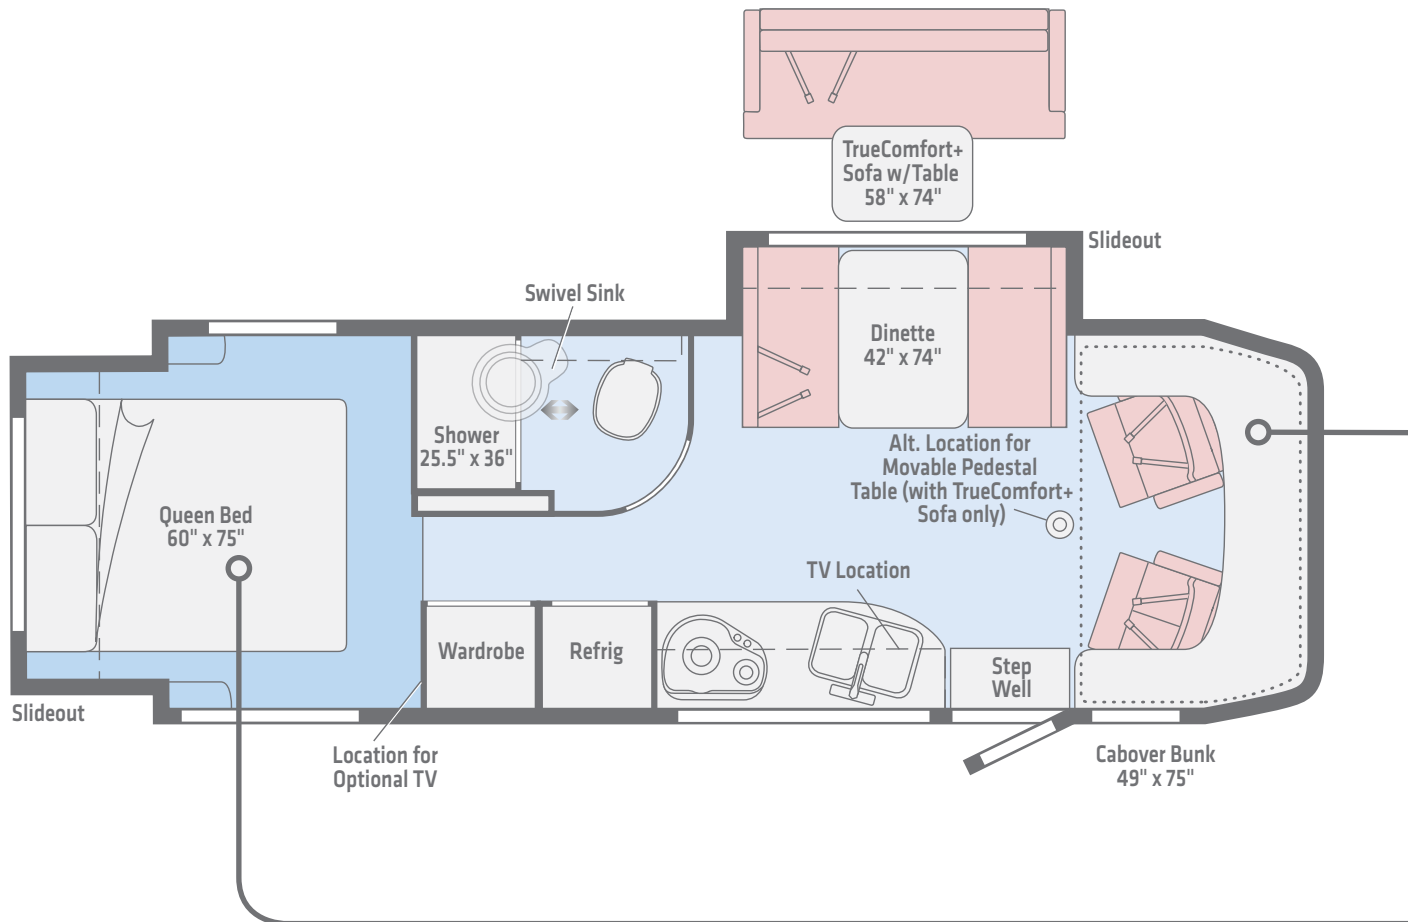 TrueComfort+
Sofa w/Table
58" x 74"
Slideout
Swivel Sink
Dinette
42" x 74"
Shower
25.5" x 36"
Alt. Location for
Movable Pedestal
Table (with TrueComfort+
Sofa only)
Queen Bed
60" x 75"
TV Location
Wardrobe
Refrig
Step
Well
Slideout
Location for
Optional TV
Cabover Bunk
49" x 75"